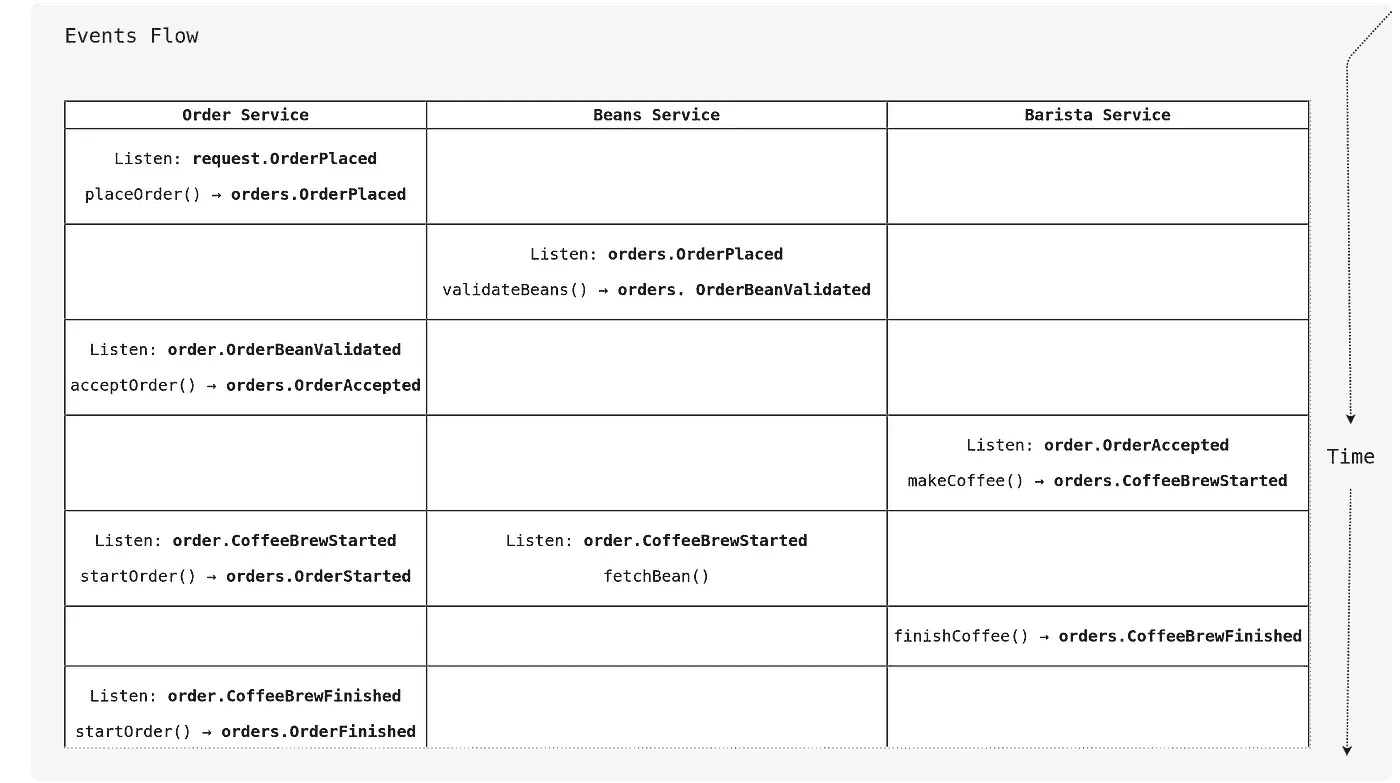 Events Flow
Order Service
Beans Service
Barista Service
Listen: request.OrderPlaced
placeOrder() → orders.OrderPlaced
Listen: orders.OrderPlaced
validateBeans() → orders. OrderBeanValidated
Listen: order.OrderBeanValidated
acceptOrder() → orders.OrderAccepted
Listen: order.OrderAccepted
makeCoffee() → orders.CoffeeBrewStarted
Time
Listen: order.CoffeeBrewStarted
startOrder() → orders.OrderStarted
Listen: order.CoffeeBrewStarted
fetchBean()
finishCoffee() → orders.CoffeeBrewFinished
Listen: order.CoffeeBrewFinished
startOrder() → orders.OrderFinished